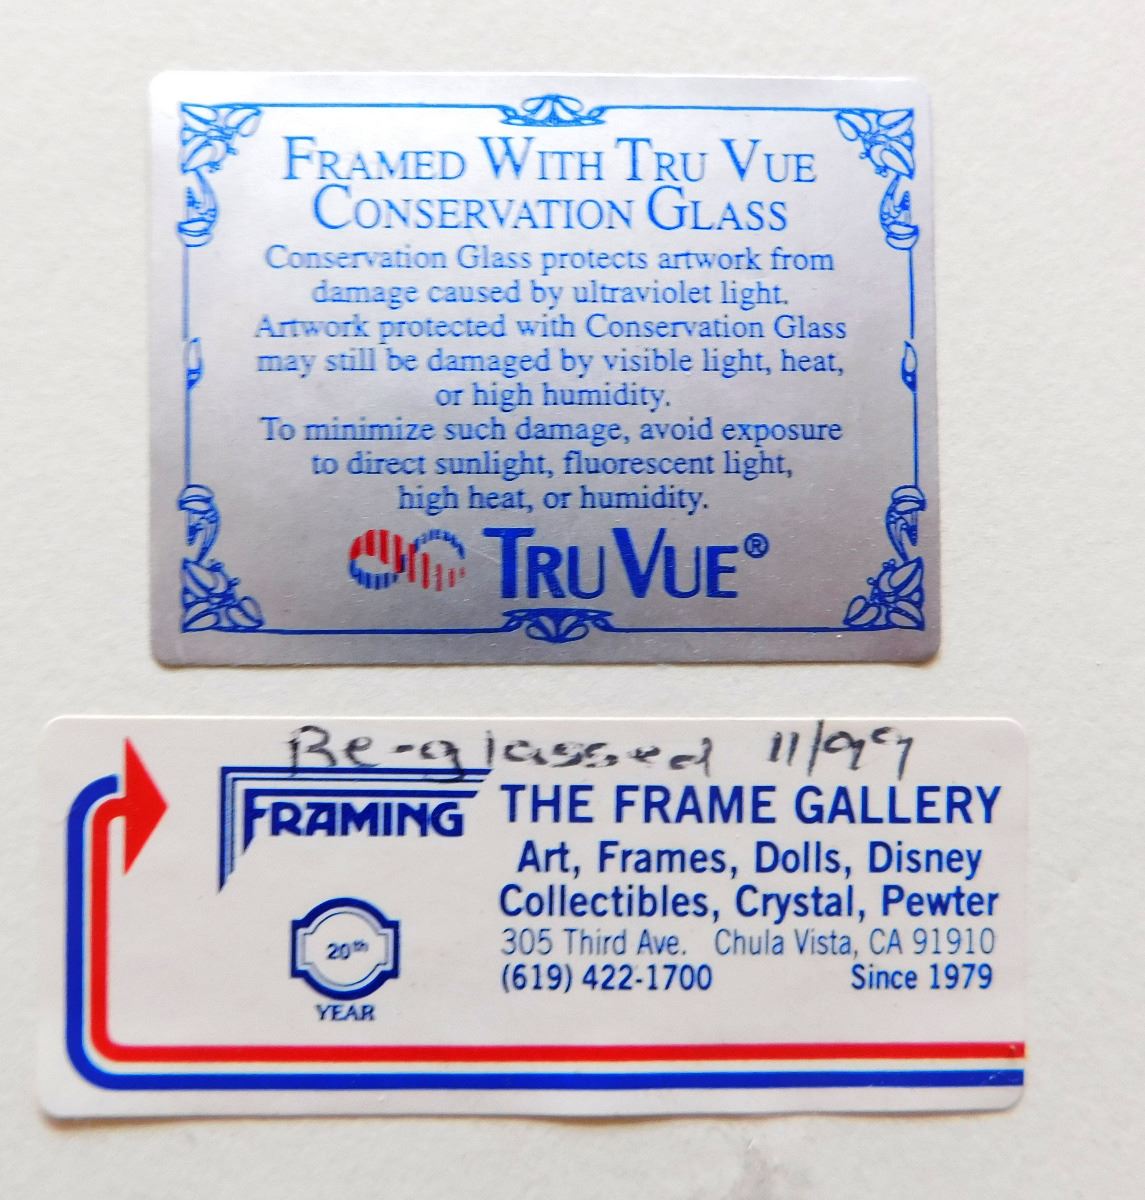 FRAMED WITH TRU VUE
CONSERVATION GLASS
Conservation Glass protects artwork from
damage caused by ultraviolet light.
Artwork protected with Conservation Glass
may still be damaged by visible light, heat,
or high humidity.
To minimize such damage, avoid exposure
to direct sunlight, fluorescent light,
high heat, or humidity.
TRU VUE®
Re-glassed 11/99
FRAMING
20th
YEAR
THE FRAME GALLERY
Art, Frames, Dolls, Disney
Collectibles, Crystal, Pewter
305 Third Ave. Chula Vista, CA 91910
(619) 422-1700 Since 1979